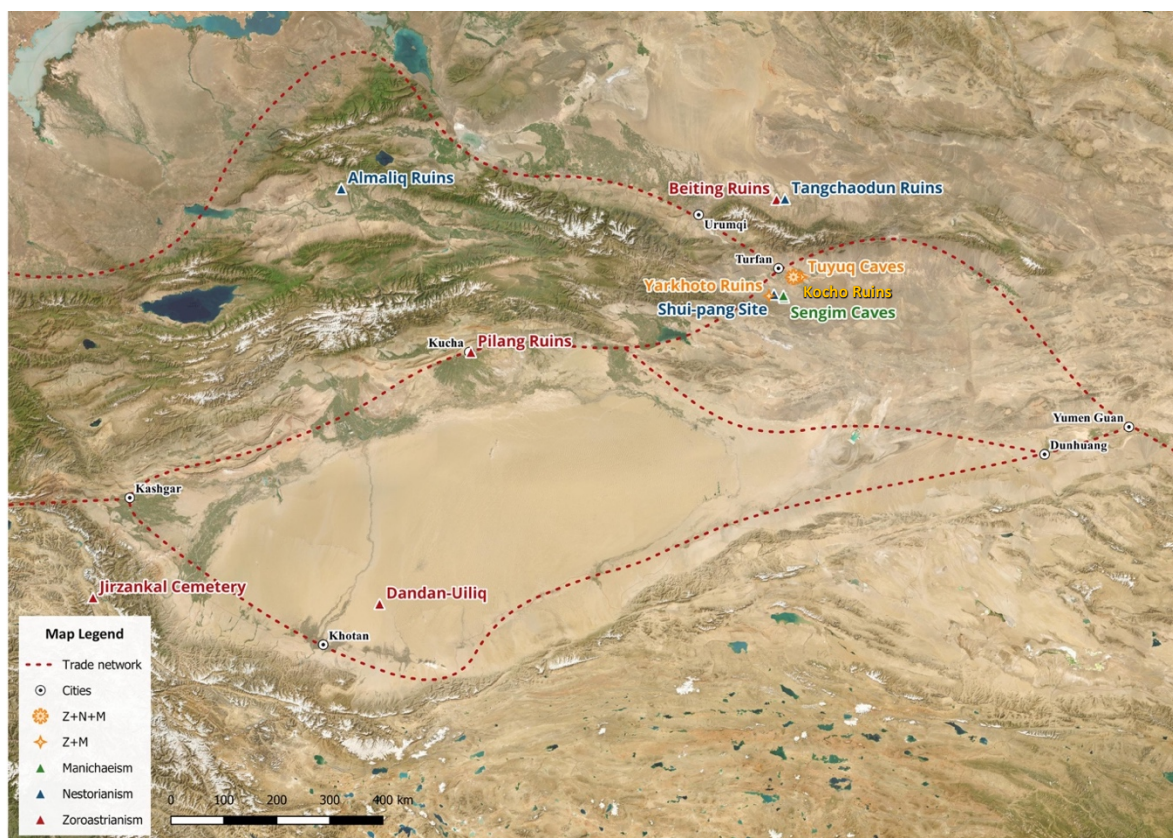 Almaliq Ruins
Beiting Ruins
Tangchaodun Ruins
Urumqi
Turfan
Tuyuq Caves
Yarkhoto Ruins
Kocho Ruins
Shui-pang Site
Sengim Caves
Kucha
Pilang Ruins
Yumen Guan
Dunhuang
Kashgar
Jirzankal Cemetery
Dandan-Uiliq
Khotan
Map Legend
Trade network
Cities
Z+N+M
Z+M
Manichaeism
Nestorianism
Zoroastrianism
0 100 200 300 400 km